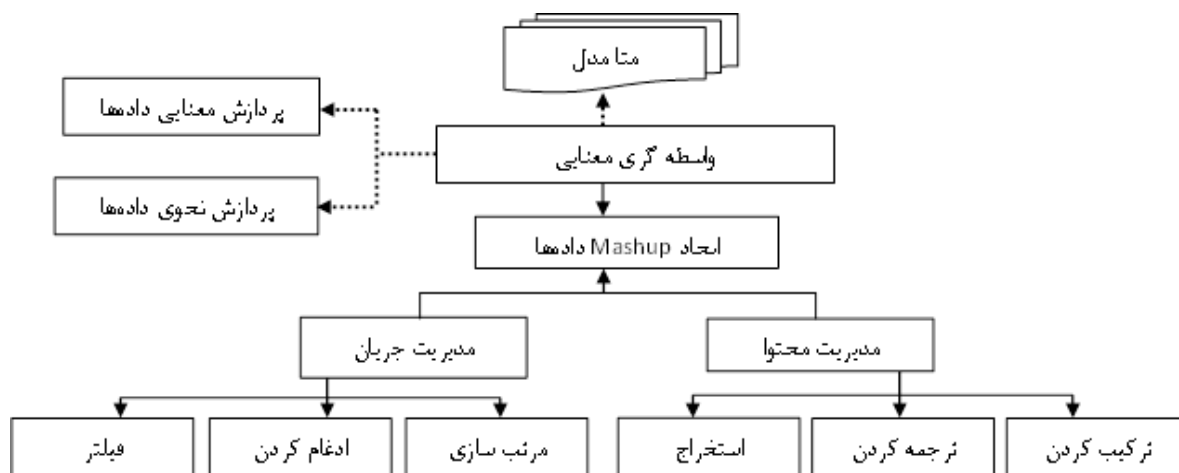 متا مدل
پردازش معنایی داده‌ها
واسطه گری معنایی
پردازش نحوی داده‌ها
ایجاد Mashup داده‌ها
مدیریت محتوا
مدیریت جریان
ترکیب کردن
ترجمه کردن
استخراج
مرتب سازی
ادغام کردن
فیلتر